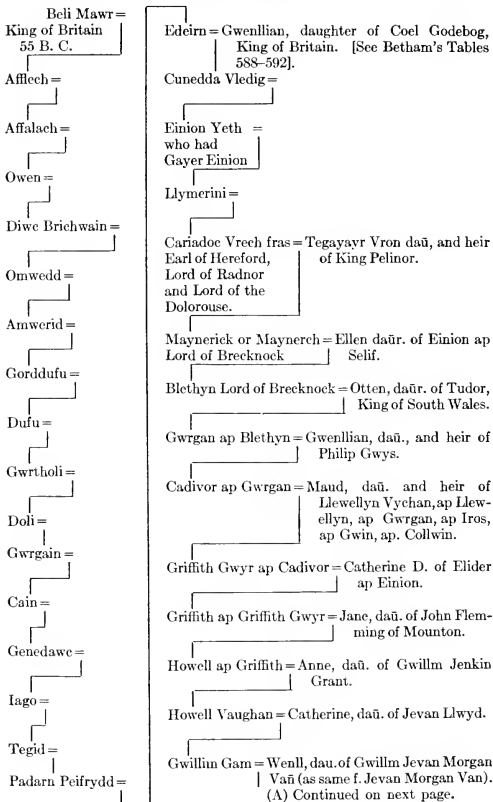 Beli Mawr =
King of Britain
55 B. C.
Afflech =
Affalach =
Owen =
Diwc Brichwain =
Omwedd =
Amwerid =
Gorddufu =
Dufu =
Gwrtholi =
Doli =
Gwrgain =
Cain =
Genedawc =
Iago =
Tegid =
Padarn Peifrydd =
Edeirn = Gwenllian, daughter of Coel Godebog,
King of Britain. [See Betham's Tables
588–592].
Cunedda Vledig =
Einion Yeth =
who had
Gayer Einion
Llymerini =
Cariadoc Vrech fras = Tegayayr Vron daū, and heir
Earl of Hereford, of King Pelinor.
Lord of Radnor
and Lord of the
Dolorouse.
Maynerick or Maynerch = Ellen daūr. of Einion ap
Lord of Brecknock Selif.
Blethyn Lord of Brecknock = Otten, daūr. of Tudor,
King of South Wales.
Gwrgan ap Blethyn = Gwenllian, daū., and heir of
Philip Gwys.
Cadivor ap Gwrgan = Maud, daū. and heir of
Llewellyn Vychan, ap Llew-
ellyn, ap Gwrgan, ap Iros,
ap Gwin, ap. Collwin.
Griffith Gwyr ap Cadivor = Catherine D. of Elider
ap Einion.
Griffith ap Griffith Gwyr = Jane, daū. of John Flem-
ming of Mounton.
Howell ap Griffith = Anne, daū. of Gwillm Jenkin
Grant.
Howell Vaughan = Catherine, daū. of Jevan Llwyd.
Gwillim Gam = Wenll, dau. of Gwillm Jevan Morgan
Vaū (as same f. Jevan Morgan Van).
(A) Continued on next page.